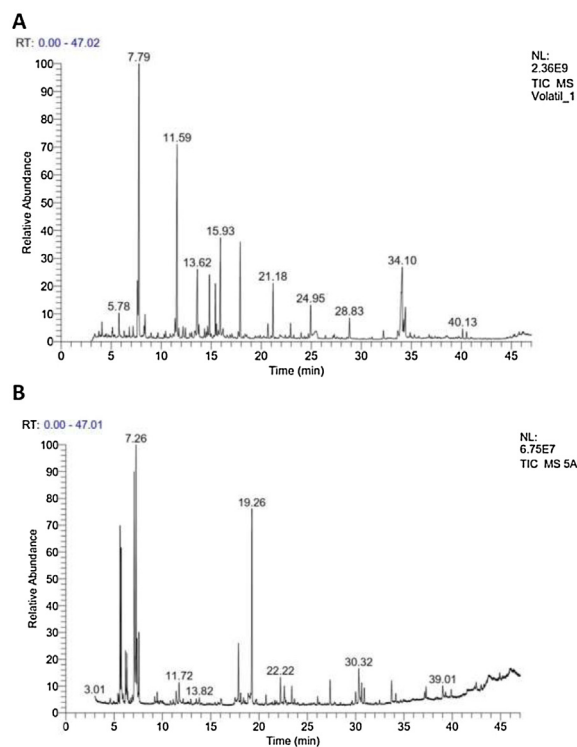 A
RT: 0.00 - 47.02
NL:
2.36E9
TIC MS
Volatil_1
7.79
11.59
15.93
13.62
34.10
21.18
24.95
5.78
28.83
40.13
100
90
80
70
60
50
40
30
20
10
0
Relative Abundance
0 5 10 15 20 25 30 35 40 45
Time (min)
B
RT: 0.00 - 47.01
NL:
6.75E7
TIC MS 5A
7.26
19.26
30.32
22.22
11.72
39.01
3.01
13.82
100
90
80
70
60
50
40
30
20
10
0
Relative Abundance
0 5 10 15 20 25 30 35 40 45
Time (min)